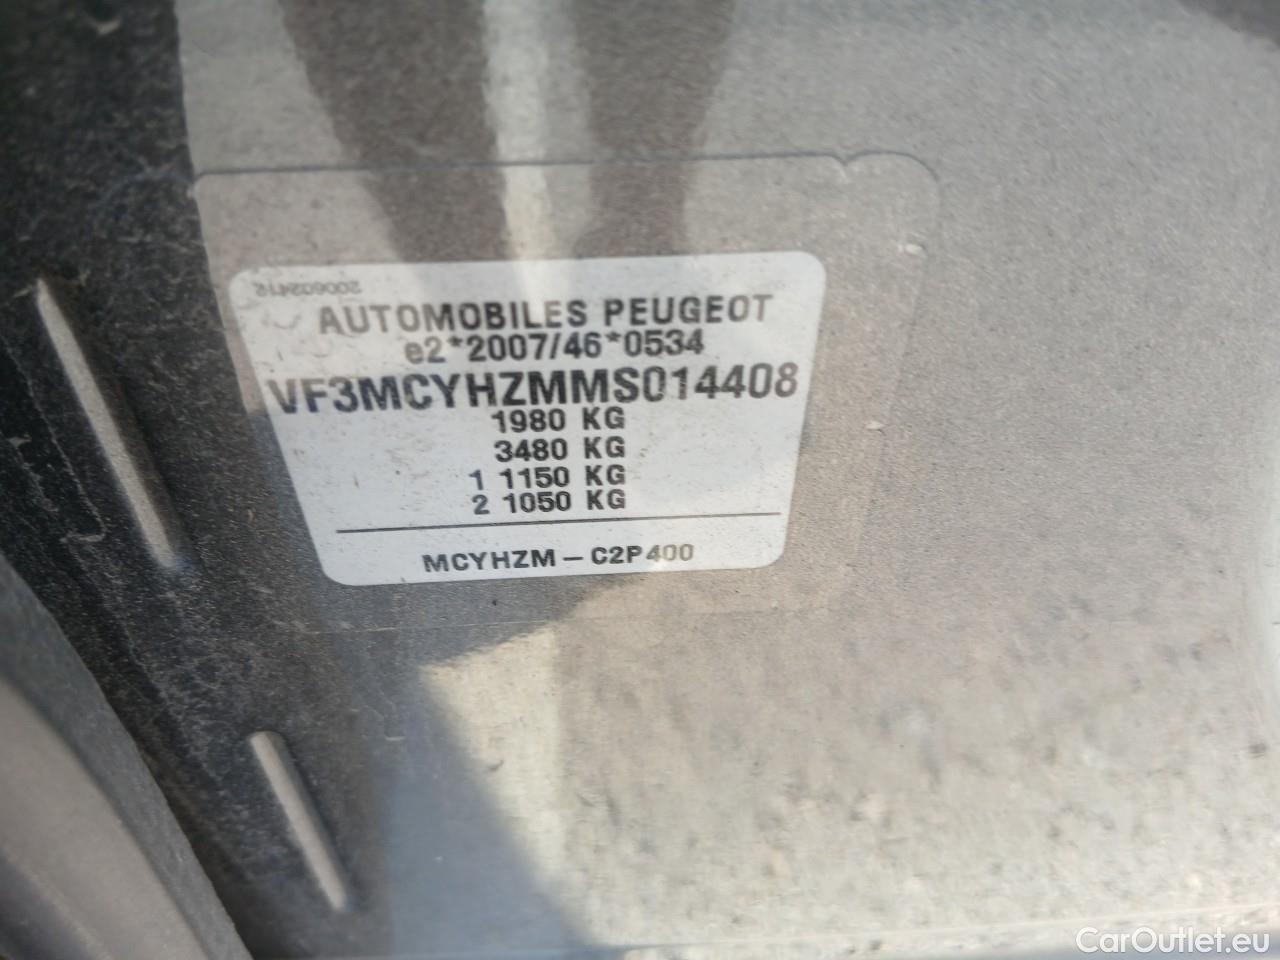 200602412
AUTOMOBILES PEUGEOT
e2*2007/46*0534
VF3MCYHZMMS014408
1980 KG
3480 KG
1 1150 KG
2 1050 KG
MCYHZM – C2P400
CarOutlet.eu